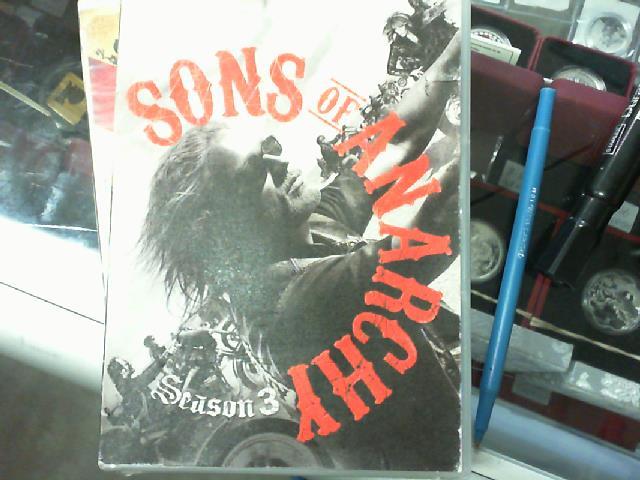 SONS
OF
ANARCHY
Season 3